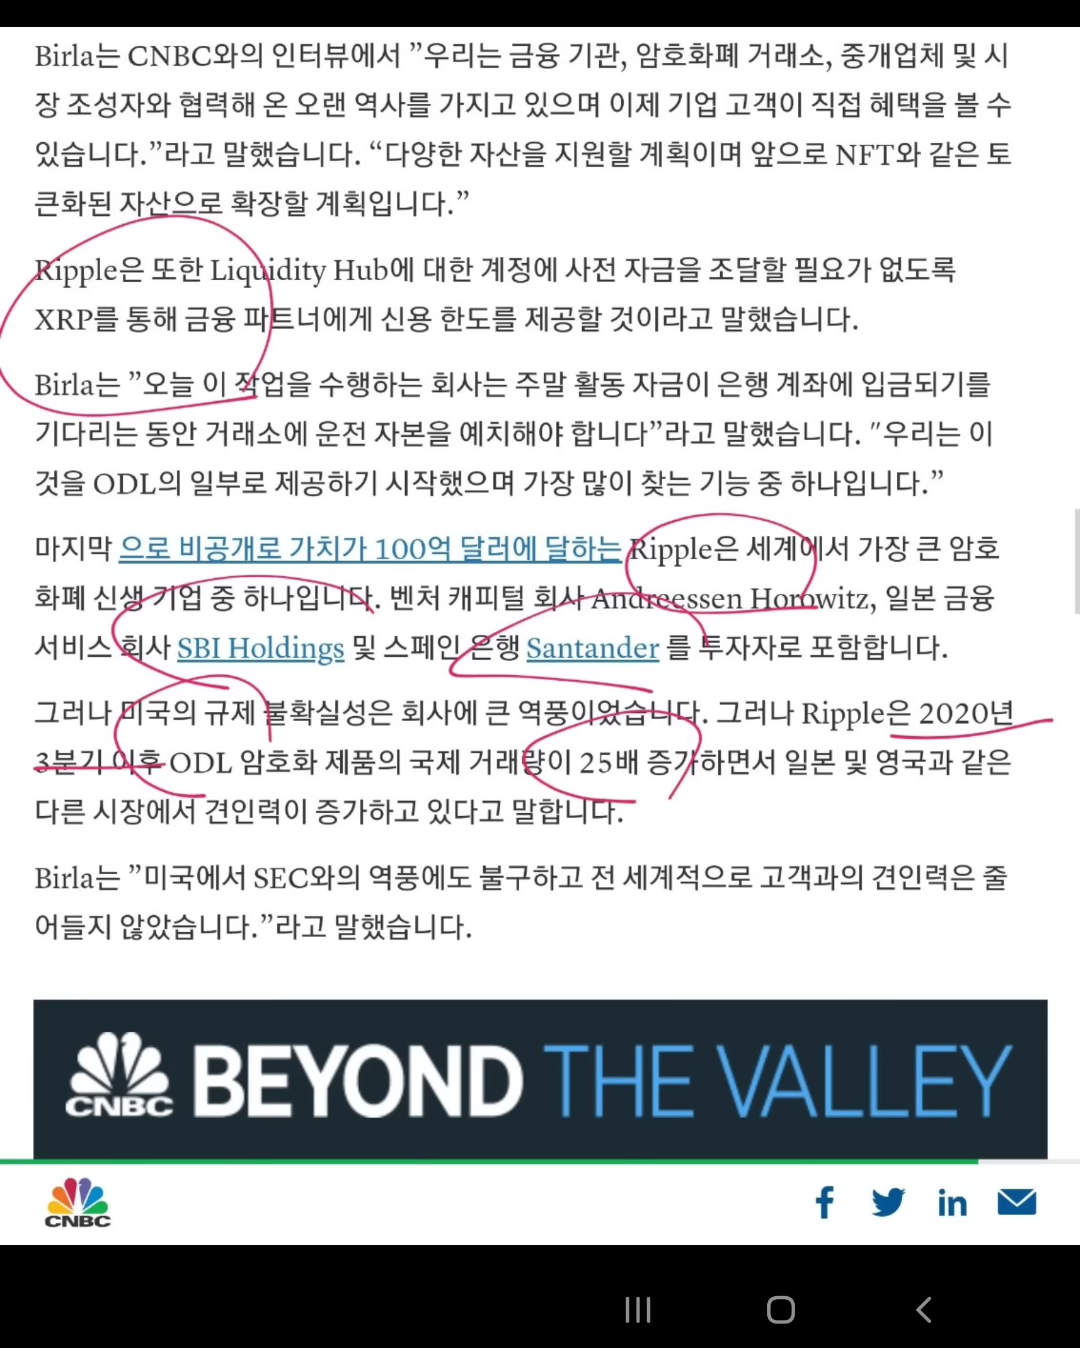 Birla는 CNBC와의 인터뷰에서 ”우리는 금융 기관, 암호화폐 거래소, 중개업체 및 시
장 조성자와 협력해 온 오랜 역사를 가지고 있으며 이제 기업 고객이 직접 혜택을 볼 수
있습니다.”라고 말했습니다. “다양한 자산을 지원할 계획이며 앞으로 NFT와 같은 토
큰화된 자산으로 확장할 계획입니다.”
Ripple은 또한 Liquidity Hub에 대한 계정에 사전 자금을 조달할 필요가 없도록
XRP를 통해 금융 파트너에게 신용 한도를 제공할 것이라고 말했습니다.
Birla는 ”오늘 이 작업을 수행하는 회사는 주말 활동 자금이 은행 계좌에 입금되기를
기다리는 동안 거래소에 운전 자본을 예치해야 합니다”라고 말했습니다. "우리는 이
것을 ODL의 일부로 제공하기 시작했으며 가장 많이 찾는 기능 중 하나입니다.”
마지막 으로 비공개로 가치가 100억 달러에 달하는 Ripple은 세계에서 가장 큰 암호
화폐 신생 기업 중 하나입니다. 벤처 캐피털 회사 Andreessen Horowitz, 일본 금융
서비스 회사 SBI Holdings 및 스페인 은행 Santander 를 투자자로 포함합니다.
그러나 미국의 규제 불확실성은 회사에 큰 역풍이었습니다. 그러나 Ripple은 2020년
3분기 이후 ODL 암호화 제품의 국제 거래량이 25배 증가하면서 일본 및 영국과 같은
다른 시장에서 견인력이 증가하고 있다고 말합니다.
Birla는 ”미국에서 SEC와의 역풍에도 불구하고 전 세계적으로 고객과의 견인력은 줄
어들지 않았습니다.”라고 말했습니다.
CNBC BEYOND THE VALLEY
CNBC